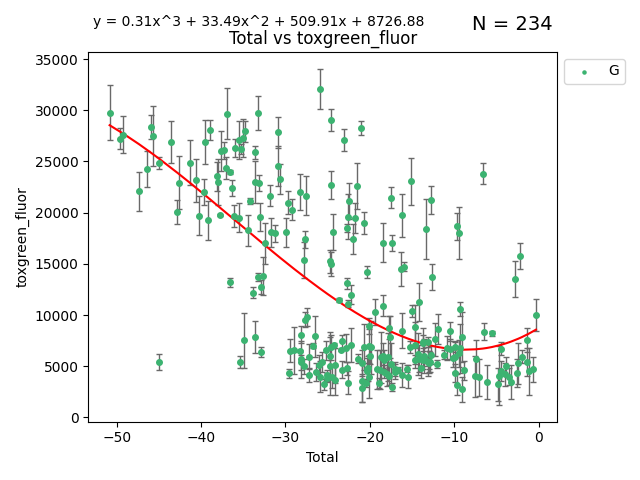 y = 0.31x^3 + 33.49x^2 + 509.91x + 8726.88
N = 234
Total vs toxgreen_fluor
G
toxgreen_fluor
35000
30000
25000
20000
15000
10000
5000
0
−50
−40
−30
−20
−10
0
Total